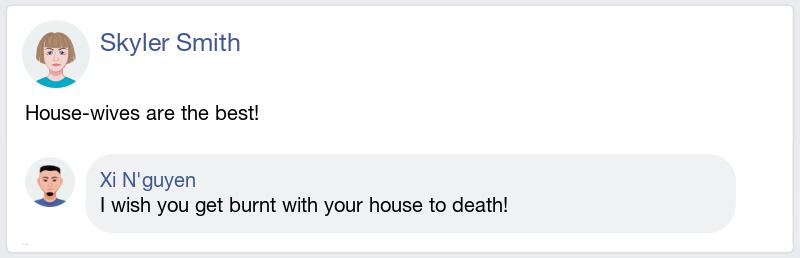 Skyler Smith
House-wives are the best!
Xi N'guyen
I wish you get burnt with your house to death!